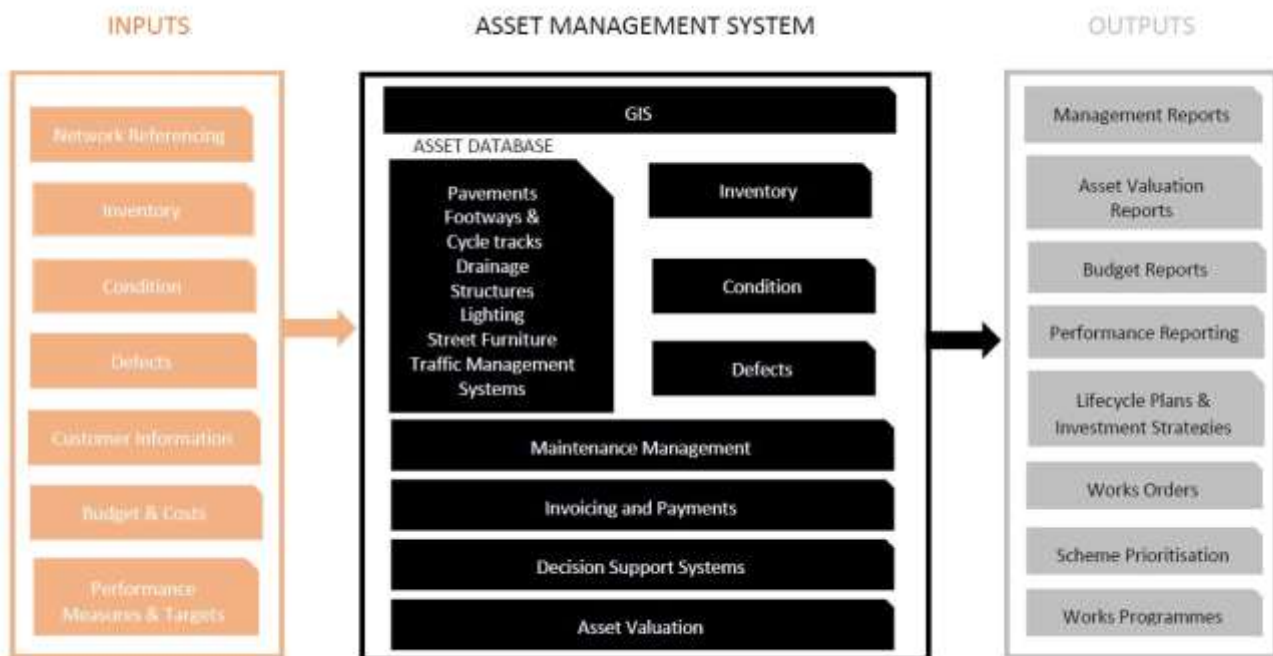 INPUTS
Network Referencing
Inventory
Condition
Defects
Customer Information
Budget & Costs
Performance
Measures & Targets
ASSET MANAGEMENT SYSTEM
GIS
ASSET DATABASE
Pavements
Footways &
Cycle tracks
Drainage
Structures
Lighting
Street Furniture
Traffic Management
Systems
Inventory
Condition
Defects
Maintenance Management
Invoicing and Payments
Decision Support Systems
Asset Valuation
OUTPUTS
Management Reports
Asset Valuation
Reports
Budget Reports
Performance Reporting
Lifecycle Plans &
Investment Strategies
Works Orders
Scheme Prioritisation
Works Programmes